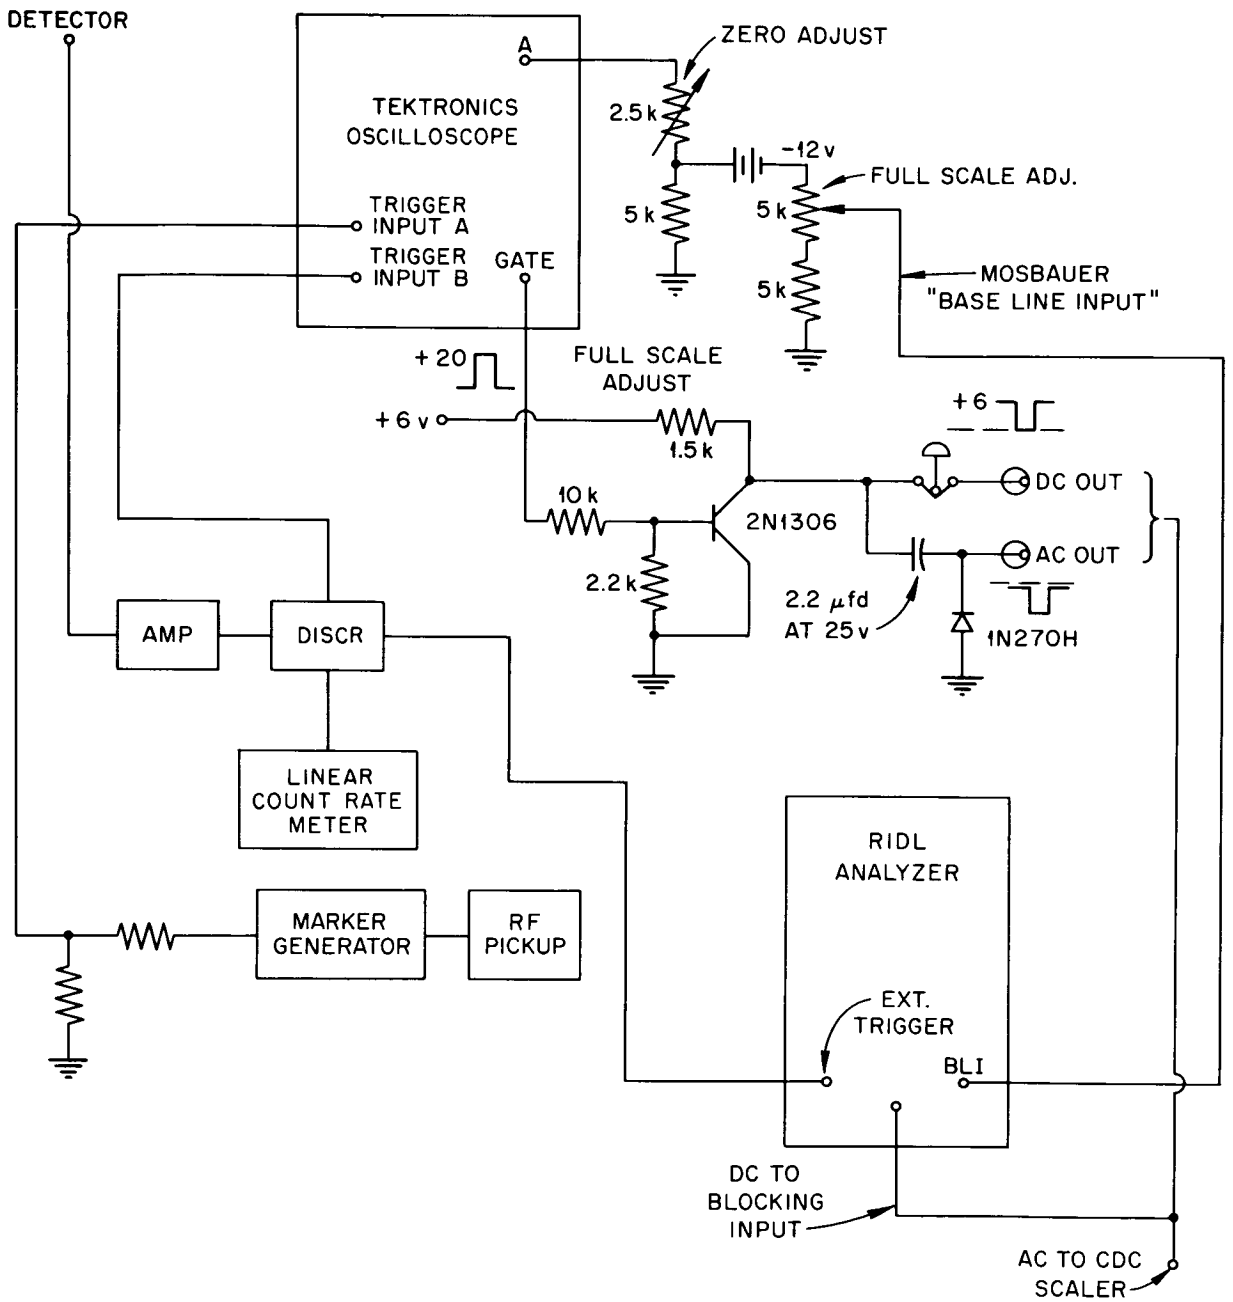 DETECTOR
A
TEKTRONICS
OSCILLOSCOPE
TRIGGER
INPUT A
TRIGGER
INPUT B
GATE
ZERO ADJUST
2.5 k
-12 v
FULL SCALE ADJ.
5 k
5 k
5 k
MOSBAUER
"BASE LINE INPUT"
+ 20
FULL SCALE
ADJUST
+ 6 v
1.5 k
+ 6
DC OUT
10 k
2N1306
AC OUT
2.2 k
2.2 μfd
AT 25 v
1N270H
AMP
DISCR
LINEAR
COUNT RATE
METER
RIDL
ANALYZER
MARKER
GENERATOR
RF
PICKUP
EXT.
TRIGGER
BLI
DC TO
BLOCKING
INPUT
AC TO CDC
SCALER